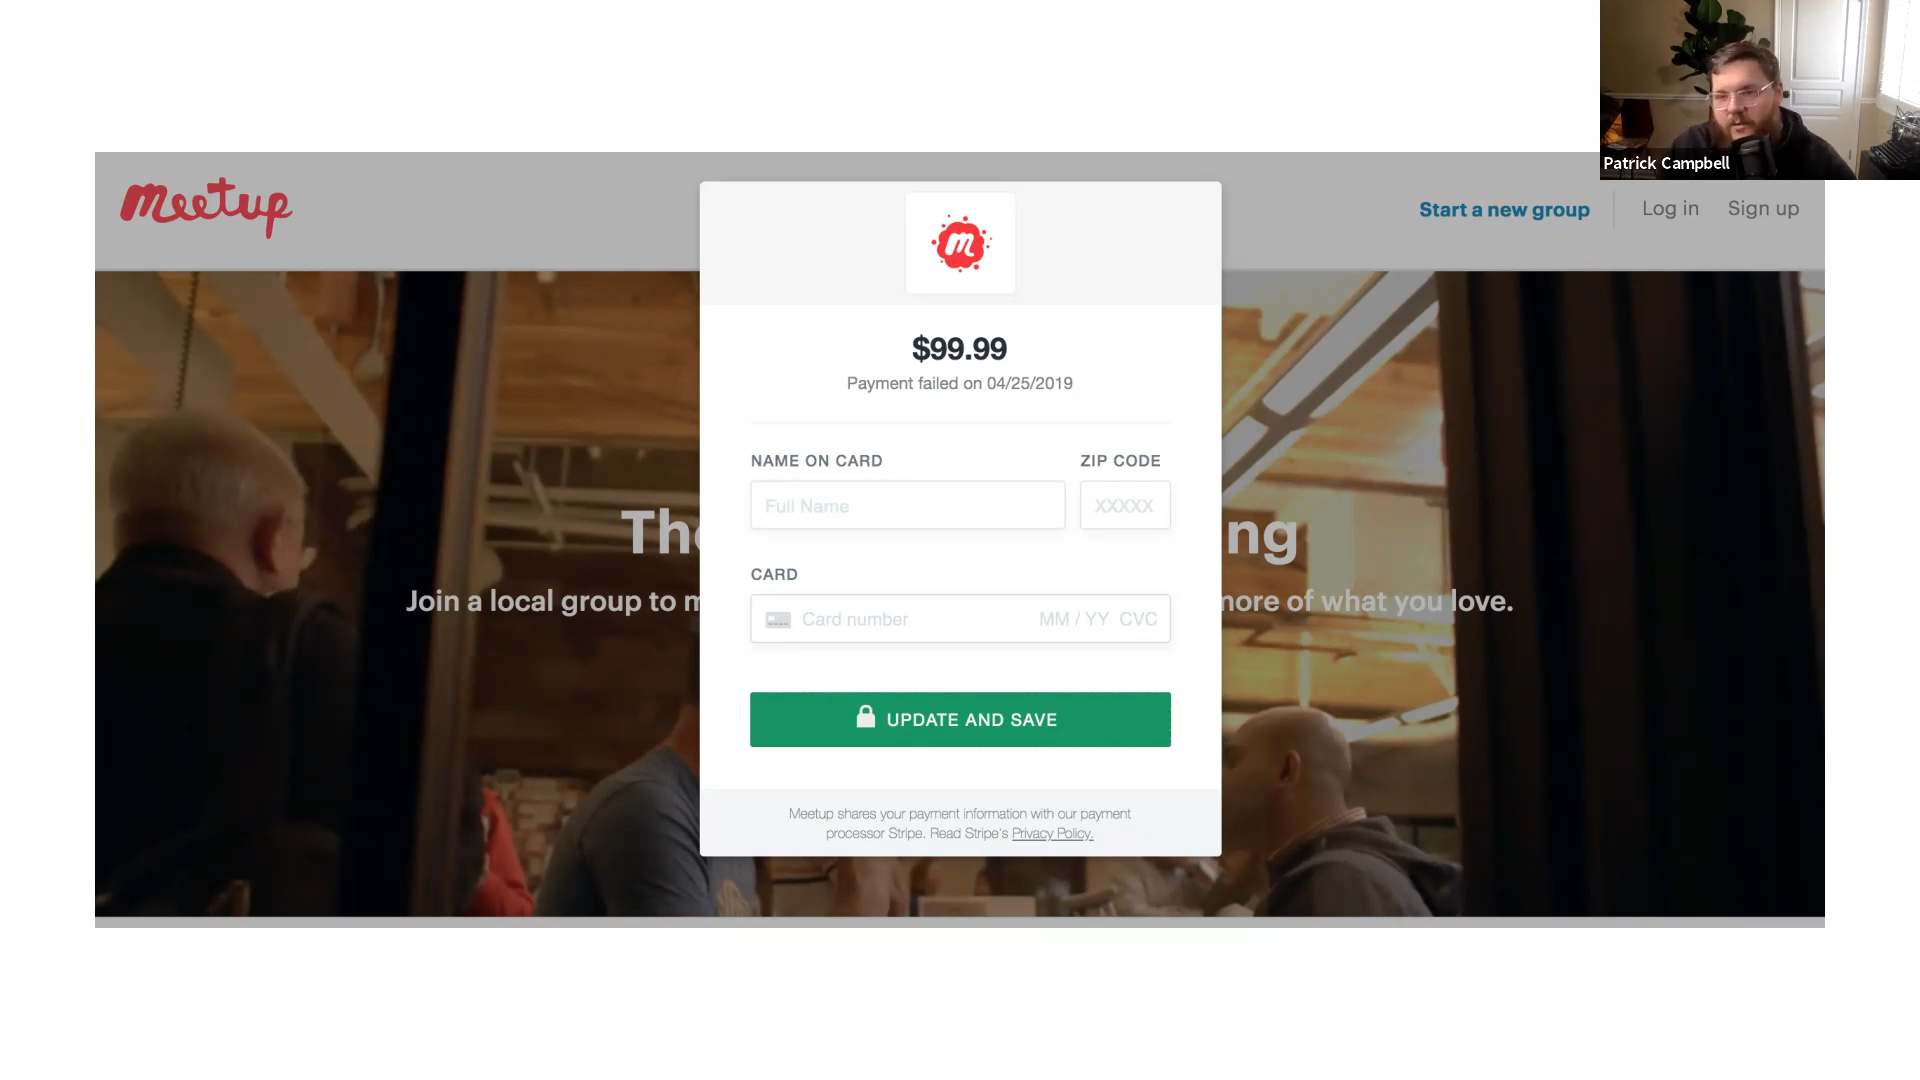 Patrick Campbell
Meetup
Start a new group
Log in
Sign up
m
$99.99
Payment failed on 04/25/2019
NAME ON CARD
ZIP CODE
Full Name
XXXXX
ng
Join a local group to
more of what you love.
CARD
Card number
MM / YY CVC
UPDATE AND SAVE
Meetup shares your payment information with our payment
processor Stripe. Read Stripe's Privacy Policy.